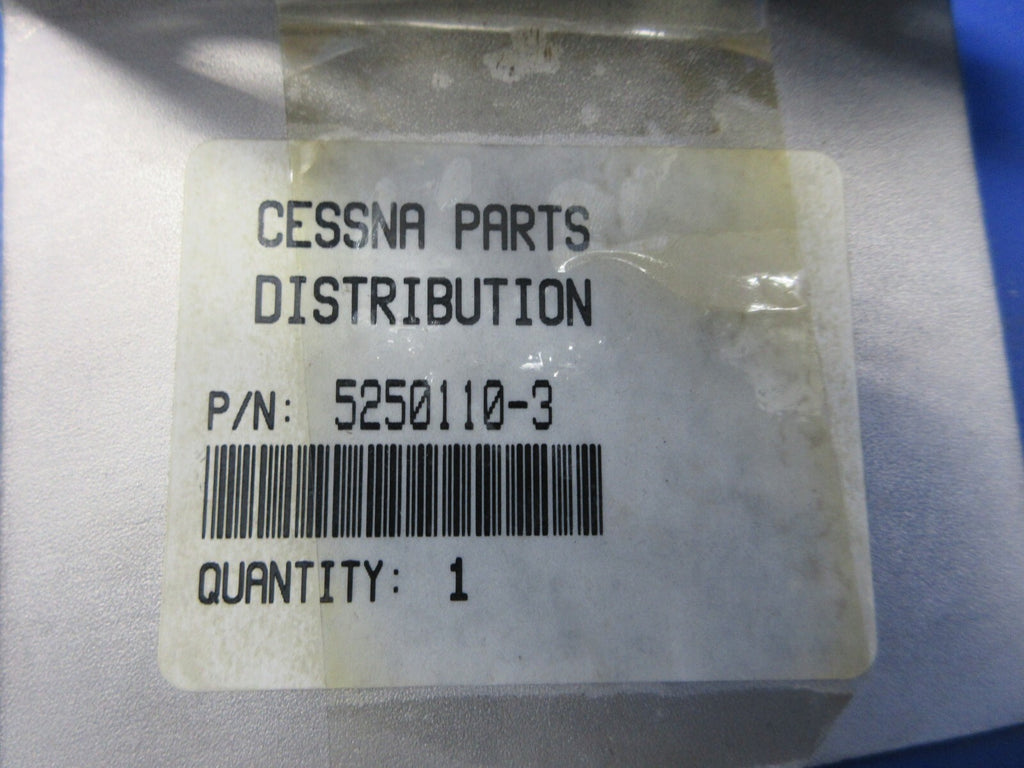 CESSNA PARTS
DISTRIBUTION
P/N: 5250110-3
QUANTITY: 1